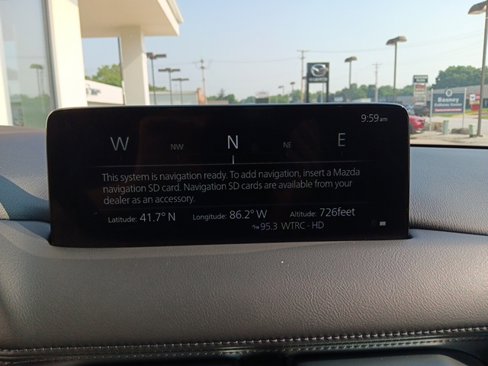 9:59 am
W NW N NE E
This system is navigation ready. To add navigation, insert a Mazda
navigation SD card. Navigation SD cards are available from your
dealer as an accessory.
Latitude: 41.7° N Longitude: 86.2° W Altitude: 726feet
95.3 WTRC - HD